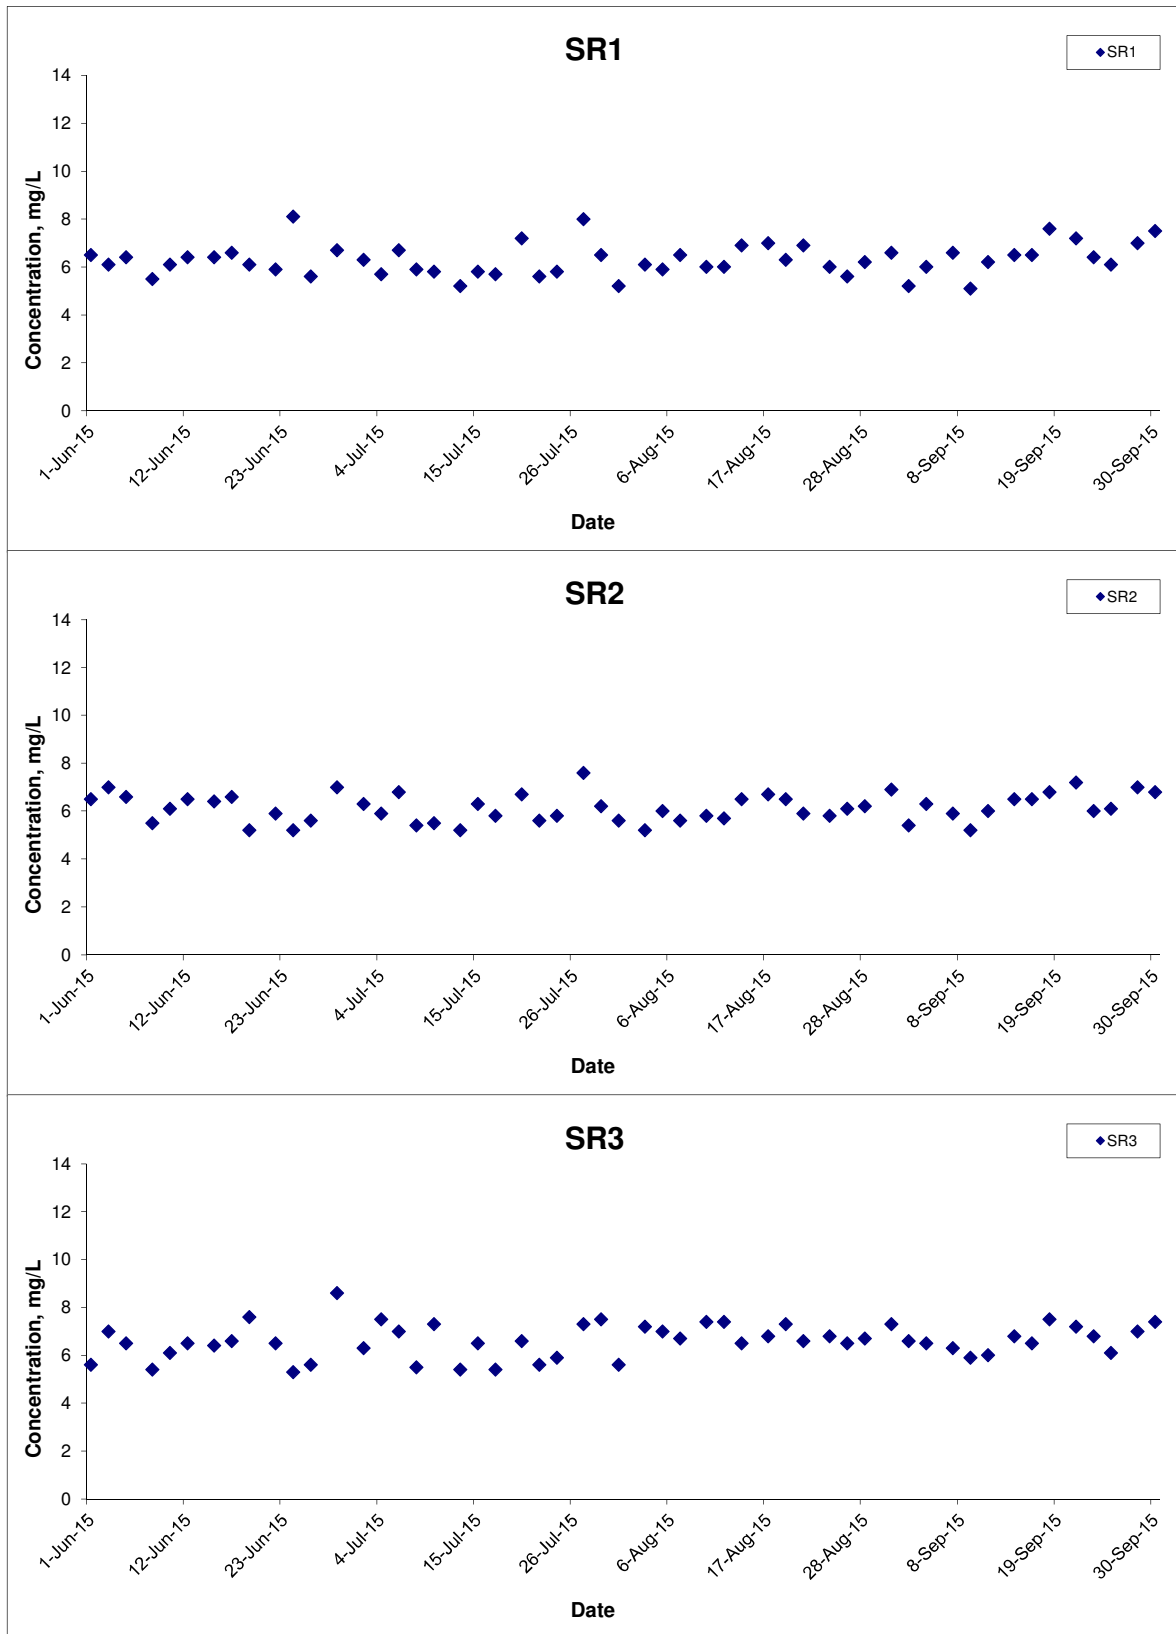 SR1
SR1
14
12
10
8
6
4
2
0
Concentration, mg/L
1-Jun-15
12-Jun-15
23-Jun-15
4-Jul-15
15-Jul-15
26-Jul-15
6-Aug-15
17-Aug-15
28-Aug-15
8-Sep-15
19-Sep-15
30-Sep-15
Date
SR2
SR2
14
12
10
8
6
4
2
0
Concentration, mg/L
1-Jun-15
12-Jun-15
23-Jun-15
4-Jul-15
15-Jul-15
26-Jul-15
6-Aug-15
17-Aug-15
28-Aug-15
8-Sep-15
19-Sep-15
30-Sep-15
Date
SR3
SR3
14
12
10
8
6
4
2
0
Concentration, mg/L
1-Jun-15
12-Jun-15
23-Jun-15
4-Jul-15
15-Jul-15
26-Jul-15
6-Aug-15
17-Aug-15
28-Aug-15
8-Sep-15
19-Sep-15
30-Sep-15
Date